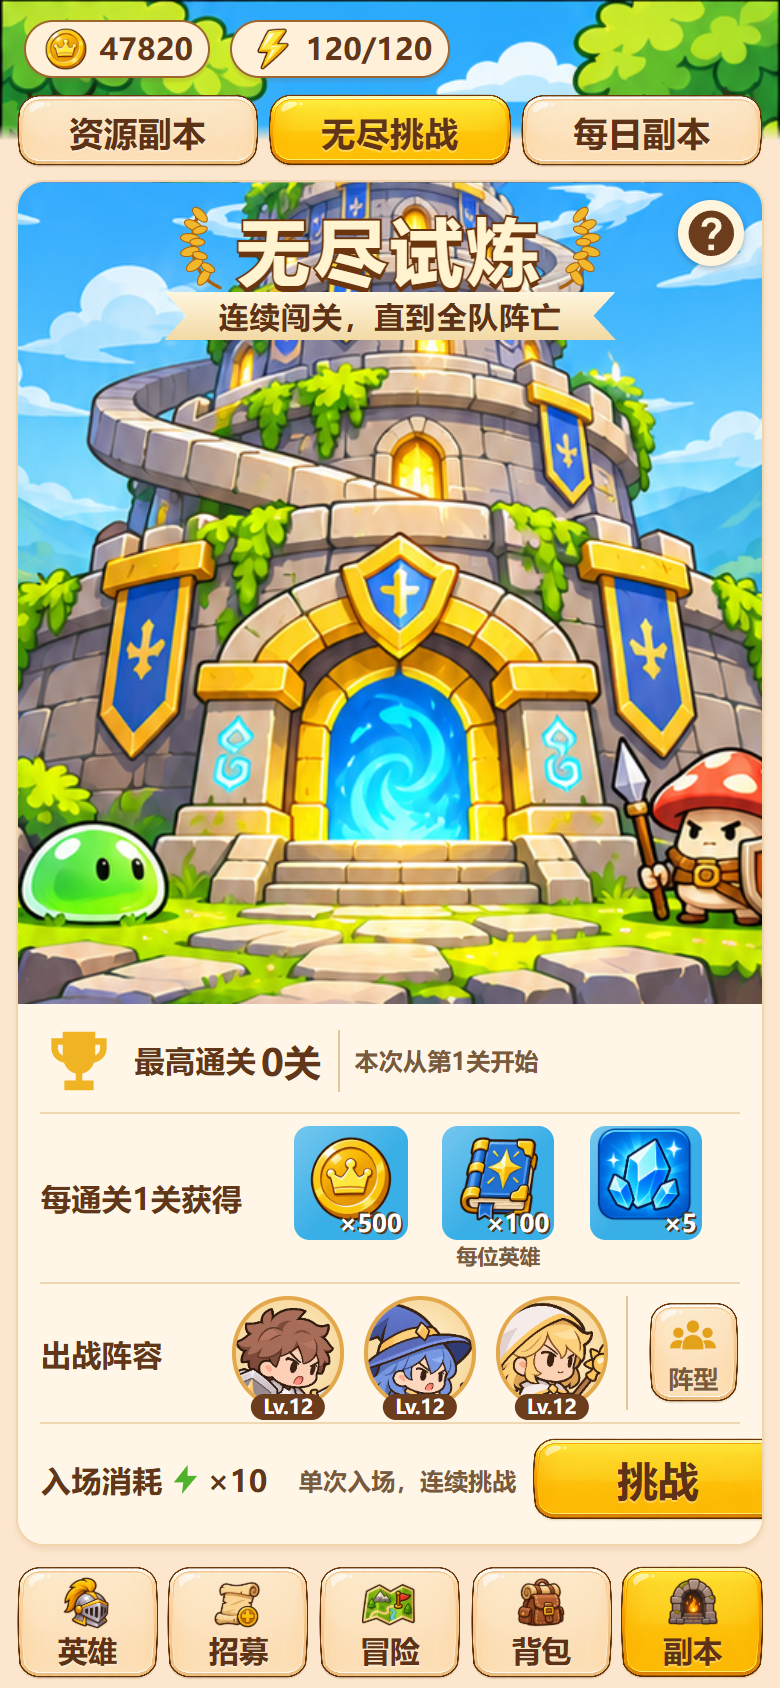 47820
120/120
资源副本
无尽挑战
每日副本
无尽试炼
?
连续闯关，直到全队阵亡
最高通关 0关
本次从第1关开始
每通关1关获得
×500
×100
×5
每位英雄
出战阵容
Lv.12
Lv.12
Lv.12
阵型
入场消耗 ×10
单次入场，连续挑战
挑战
英雄
招募
冒险
背包
副本